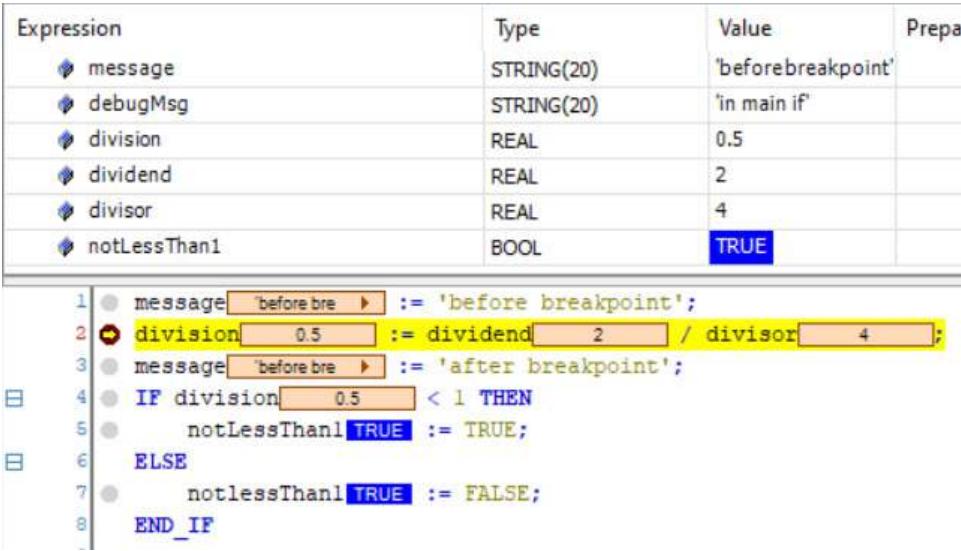 Expression Type Value Prepa
message STRING(20) 'beforebreakpoint'
debugMsg STRING(20) 'in main if'
division REAL 0.5
dividend REAL 2
divisor REAL 4
notLessThan1 BOOL TRUE
1 message 'before bre := 'before breakpoint';
2 division 0.5 := dividend 2 / divisor 4 ;
3 message 'before bre := 'after breakpoint';
4 IF division 0.5 < 1 THEN
5 notLessThan1 TRUE := TRUE;
6 ELSE
7 notlessThan1 TRUE := FALSE;
8 END_IF